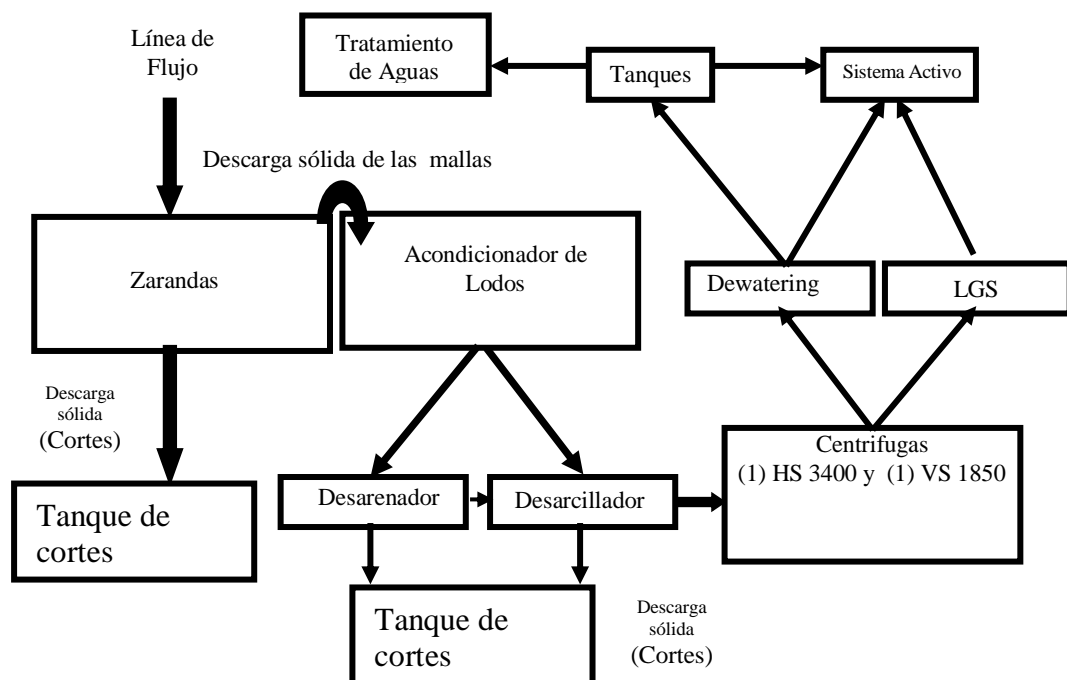 Línea de
Flujo
Tratamiento
de Aguas
Tanques
Sistema Activo
Descarga sólida de las mallas
Zarandas
Acondicionador de
Lodos
Dewatering
LGS
Descarga
sólida
(Cortes)
Centrifugas
(1) HS 3400 y (1) VS 1850
Desarenador
Desarcillador
Tanque de
cortes
Tanque de
cortes
Descarga
sólida
(Cortes)